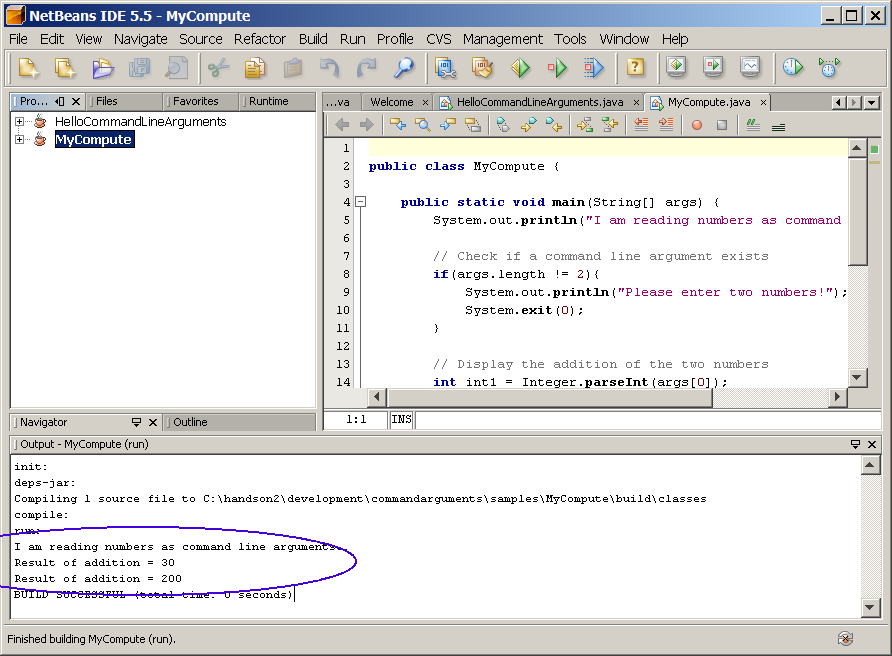 NetBeans IDE 5.5 - MyCompute
File Edit View Navigate Source Refactor Build Run Profile CVS Management Tools Window Help
Pro... Files Favorites Runtime
HelloCommandLineArguments
MyCompute
...va Welcome HelloCommandLineArguments.java MyCompute.java
1
2 public class MyCompute {
3
4 public static void main(String[] args) {
5 System.out.println("I am reading numbers as command
6
7 // Check if a command line argument exists
8 if(args.length != 2){
9 System.out.println("Please enter two numbers!");
10 System.exit(0);
11 }
12
13 // Display the addition of the two numbers
14 int int1 = Integer.parseInt(args[0]);
1:1 INS
Navigator Outline
Output - MyCompute (run)
init:
deps-jar:
Compiling 1 source file to C:\handson2\development\commandarguments\samples\MyCompute\build\classes
compile:
run:
I am reading numbers as command line arguments.
Result of addition = 30
Result of addition = 200
BUILD SUCCESSFUL (total time: 0 seconds)
Finished building MyCompute (run).